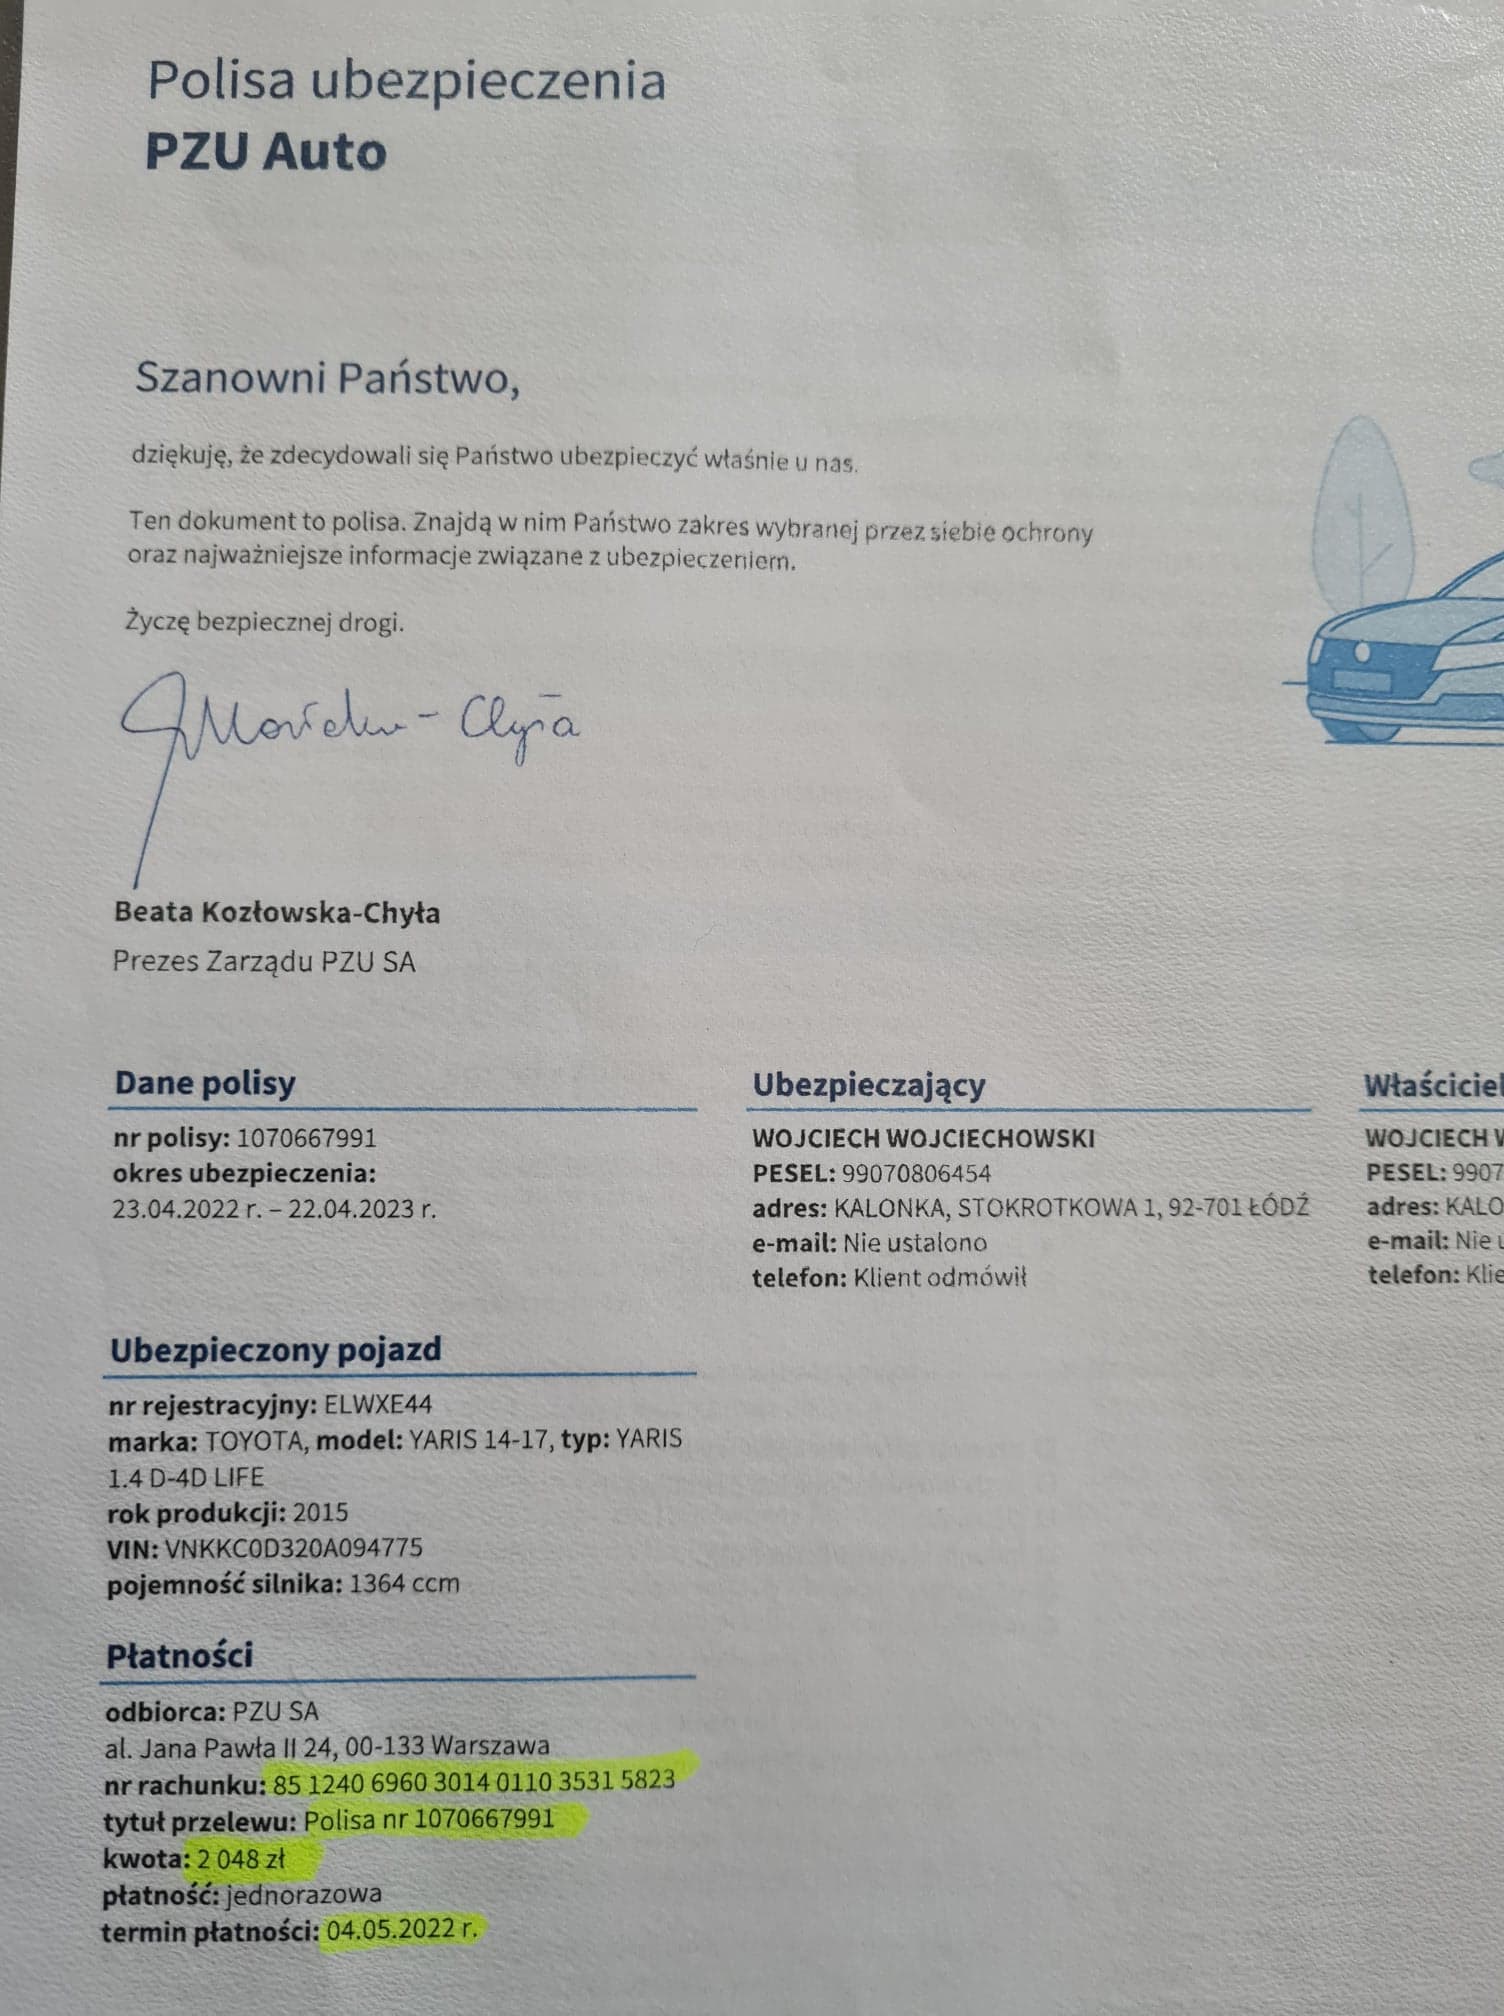 Polisa ubezpieczenia
PZU Auto
Szanowni Państwo,
dziękuję, że zdecydowali się Państwo ubezpieczyć właśnie u nas.
Ten dokument to polisa. Znajdą w nim Państwo zakres wybranej przez siebie ochrony
oraz najważniejsze informacje związane z ubezpieczeniem.
Życzę bezpiecznej drogi.
Beata Kozłowska-Chyła
Prezes Zarządu PZU SA
Dane polisy
nr polisy: 1070667991
okres ubezpieczenia:
23.04.2022 r. – 22.04.2023 r.
Ubezpieczający
WOJCIECH WOJCIECHOWSKI
PESEL: 99070806454
adres: KALONKA, STOKROTKOWA 1, 92-701 ŁÓDŹ
e-mail: Nie ustalono
telefon: Klient odmówił
Właściciel
WOJCIECH W
PESEL: 9907
adres: KALO
e-mail: Nie u
telefon: Klie
Ubezpieczony pojazd
nr rejestracyjny: ELWXE44
marka: TOYOTA, model: YARIS 14-17, typ: YARIS
1.4 D-4D LIFE
rok produkcji: 2015
VIN: VNKKC0D320A094775
pojemność silnika: 1364 ccm
Płatności
odbiorca: PZU SA
al. Jana Pawła II 24, 00-133 Warszawa
nr rachunku: 85 1240 6960 3014 0110 3531 5823
tytuł przelewu: Polisa nr 1070667991
kwota: 2 048 zł
płatność: jednorazowa
termin płatności: 04.05.2022 r.